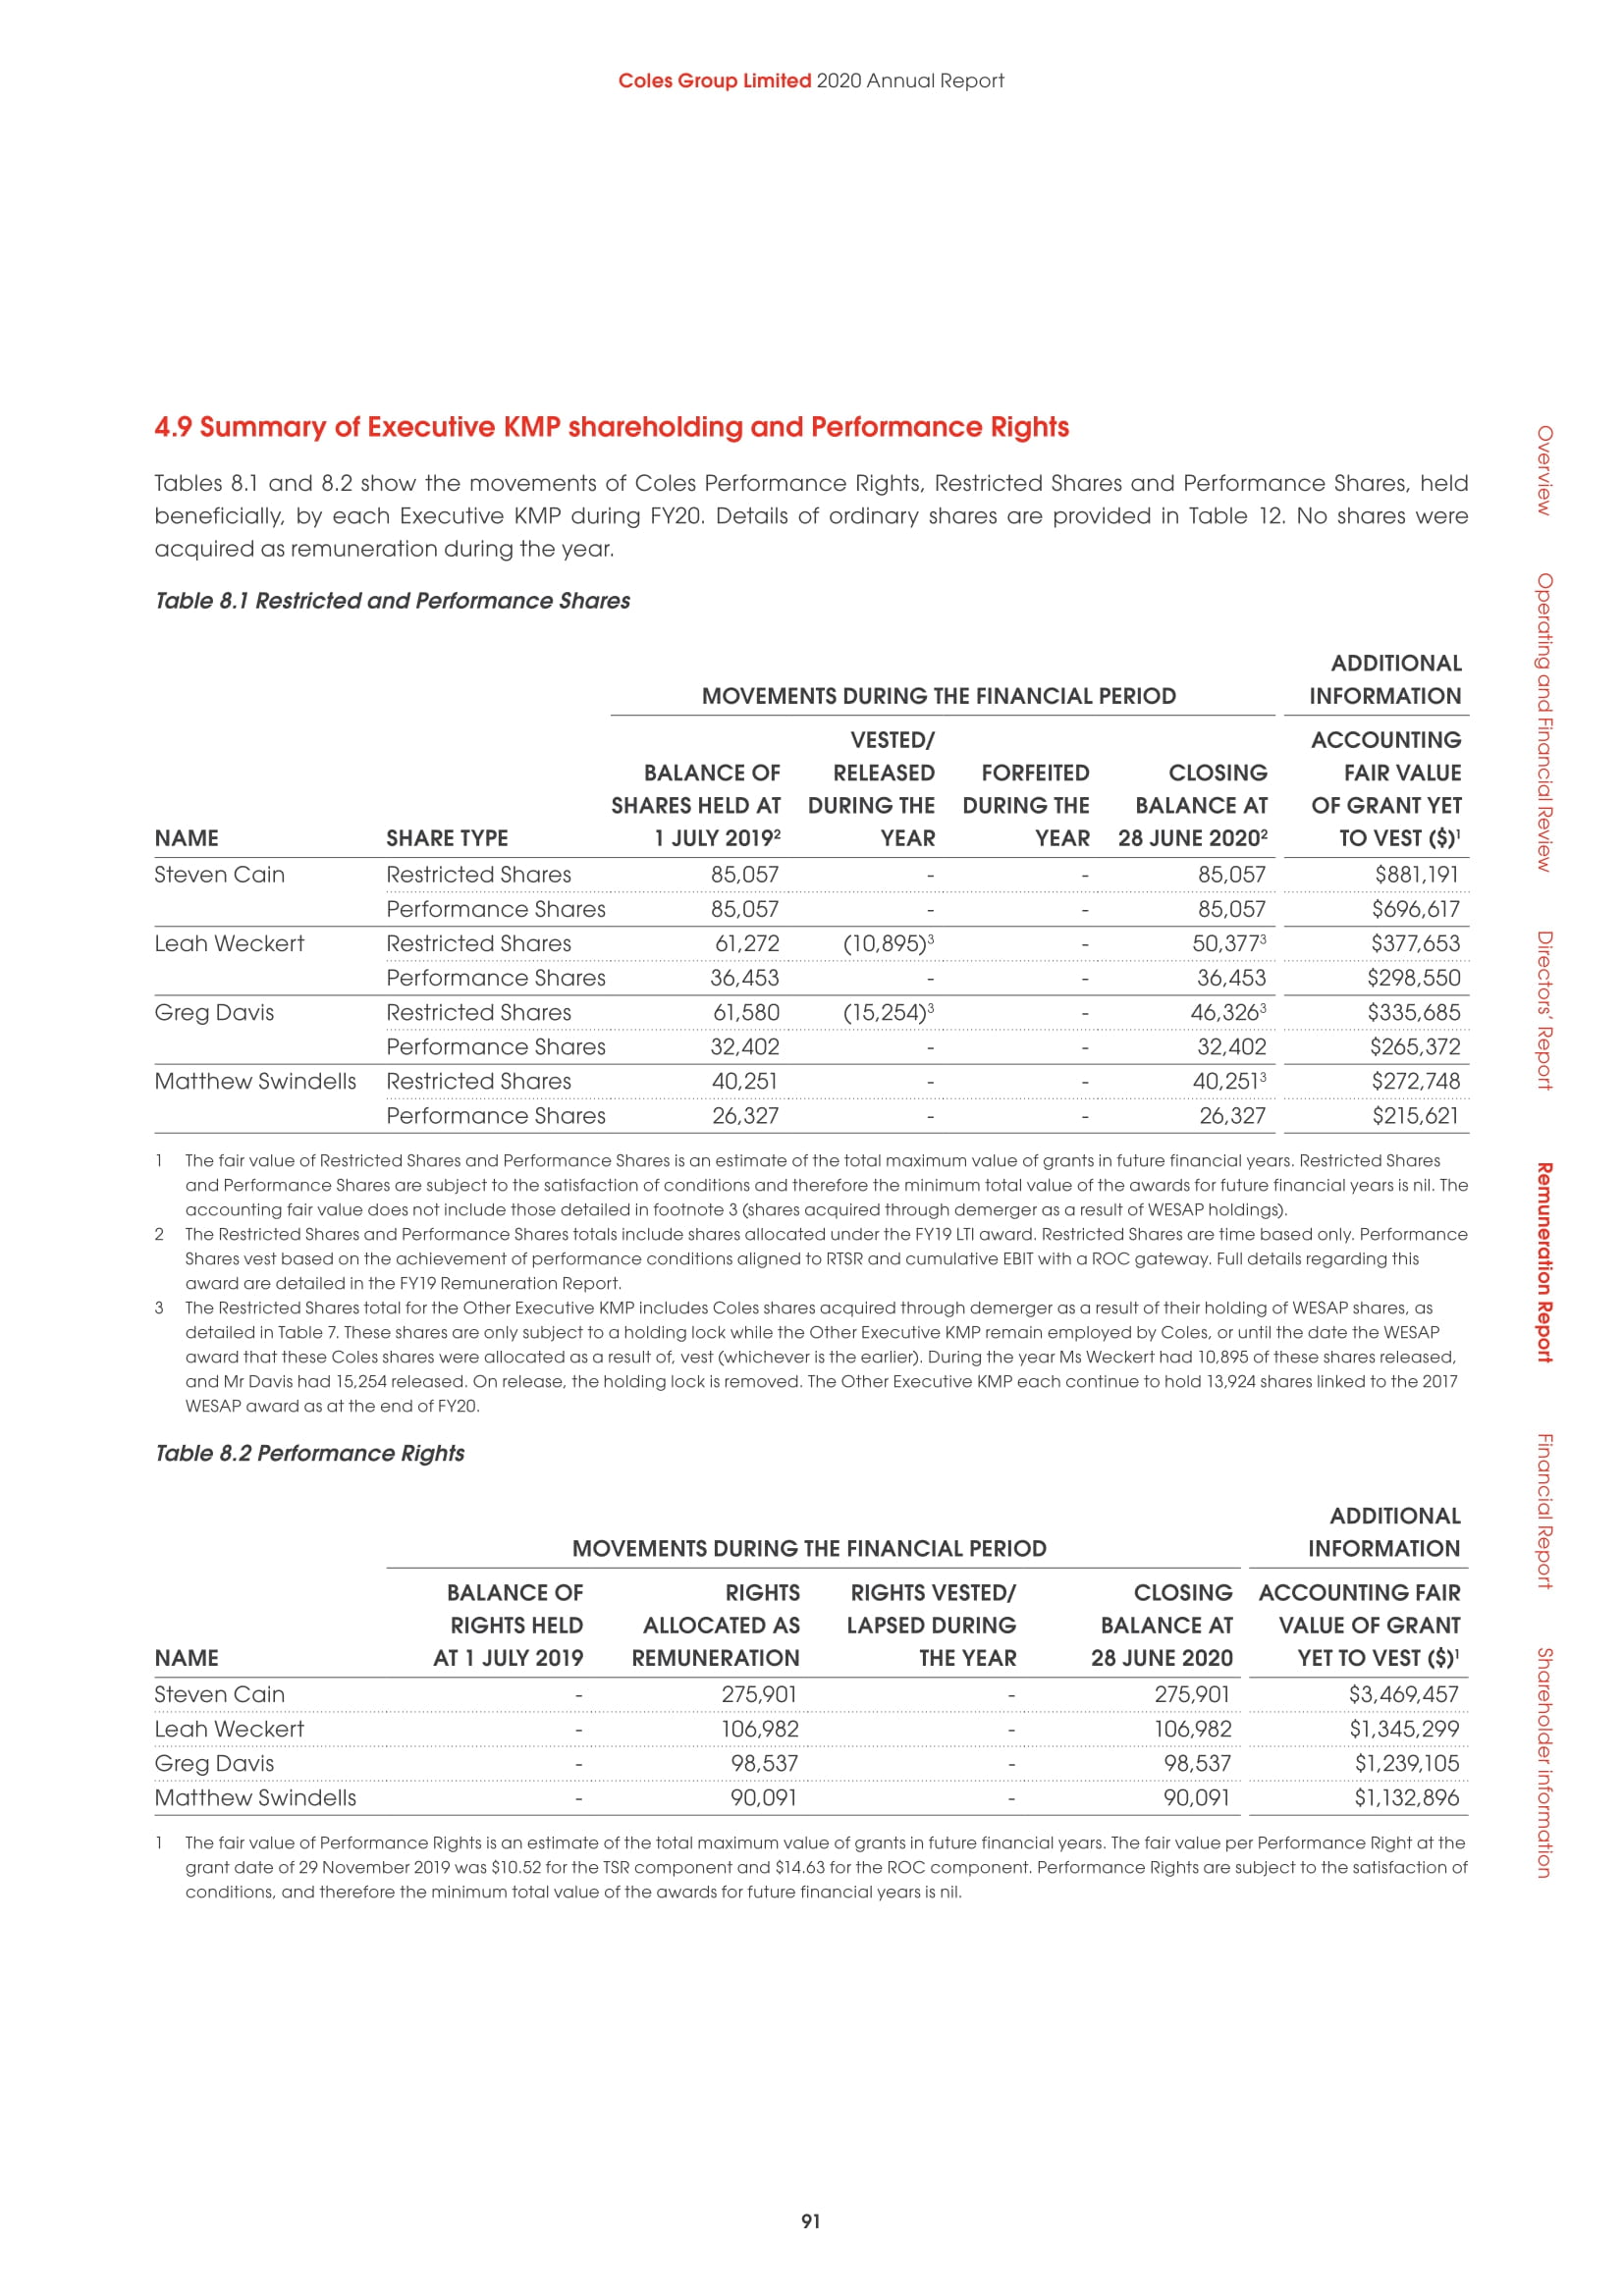 Coles Group Limited 2020 Annual Report
4.9 Summary of Executive KMP shareholding and Performance Rights
Tables 8.1 and 8.2 show the movements of Coles Performance Rights, Restricted Shares and Performance Shares, held
beneficially, by each Executive KMP during FY20. Details of ordinary shares are provided in Table 12. No shares were
acquired as remuneration during the year.
Table 8.1 Restricted and Performance Shares
ADDITIONAL
MOVEMENTS DURING THE FINANCIAL PERIOD INFORMATION
VESTED/ ACCOUNTING
BALANCE OF RELEASED FORFEITED CLOSING FAIR VALUE
SHARES HELD AT DURING THE DURING THE BALANCE AT OF GRANT YET
NAME SHARE TYPE 1 JULY 2019² YEAR YEAR 28 JUNE 2020² TO VEST ($)¹
Steven Cain Restricted Shares 85,057 - - 85,057 $881,191
Performance Shares 85,057 - - 85,057 $696,617
Leah Weckert Restricted Shares 61,272 (10,895)³ - 50,377³ $377,653
Performance Shares 36,453 - - 36,453 $298,550
Greg Davis Restricted Shares 61,580 (15,254)³ - 46,326³ $335,685
Performance Shares 32,402 - - 32,402 $265,372
Matthew Swindells Restricted Shares 40,251 - - 40,251³ $272,748
Performance Shares 26,327 - - 26,327 $215,621
1 The fair value of Restricted Shares and Performance Shares is an estimate of the total maximum value of grants in future financial years. Restricted Shares
and Performance Shares are subject to the satisfaction of conditions and therefore the minimum total value of the awards for future financial years is nil. The
accounting fair value does not include those detailed in footnote 3 (shares acquired through demerger as a result of WESAP holdings).
2 The Restricted Shares and Performance Shares totals include shares allocated under the FY19 LTI award. Restricted Shares are time based only. Performance
Shares vest based on the achievement of performance conditions aligned to RTSR and cumulative EBIT with a ROC gateway. Full details regarding this
award are detailed in the FY19 Remuneration Report.
3 The Restricted Shares total for the Other Executive KMP includes Coles shares acquired through demerger as a result of their holding of WESAP shares, as
detailed in Table 7. These shares are only subject to a holding lock while the Other Executive KMP remain employed by Coles, or until the date the WESAP
award that these Coles shares were allocated as a result of, vest (whichever is the earlier). During the year Ms Weckert had 10,895 of these shares released,
and Mr Davis had 15,254 released. On release, the holding lock is removed. The Other Executive KMP each continue to hold 13,924 shares linked to the 2017
WESAP award as at the end of FY20.
Table 8.2 Performance Rights
ADDITIONAL
MOVEMENTS DURING THE FINANCIAL PERIOD INFORMATION
BALANCE OF RIGHTS RIGHTS VESTED/ CLOSING ACCOUNTING FAIR
RIGHTS HELD ALLOCATED AS LAPSED DURING BALANCE AT VALUE OF GRANT
NAME AT 1 JULY 2019 REMUNERATION THE YEAR 28 JUNE 2020 YET TO VEST ($)¹
Steven Cain - 275,901 - 275,901 $3,469,457
Leah Weckert - 106,982 - 106,982 $1,345,299
Greg Davis - 98,537 - 98,537 $1,239,105
Matthew Swindells - 90,091 - 90,091 $1,132,896
1 The fair value of Performance Rights is an estimate of the total maximum value of grants in future financial years. The fair value per Performance Right at the
grant date of 29 November 2019 was $10.52 for the TSR component and $14.63 for the ROC component. Performance Rights are subject to the satisfaction of
conditions, and therefore the minimum total value of the awards for future financial years is nil.
Overview
Operating and Financial Review
Directors' Report
Remuneration Report
Financial Report
Shareholder information
91